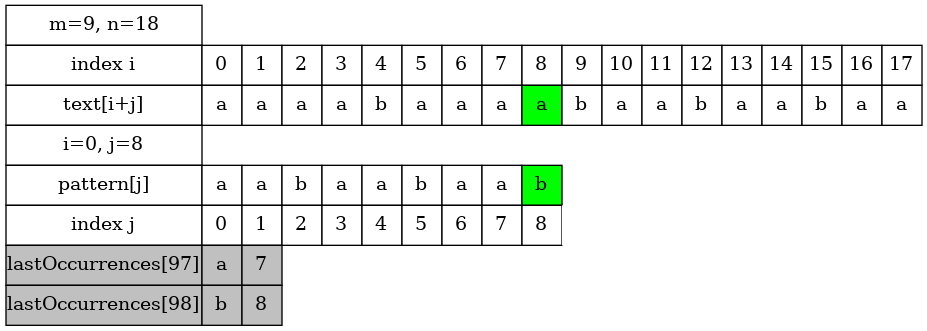 m=9, n=18
index i 0 1 2 3 4 5 6 7 8 9 10 11 12 13 14 15 16 17
text[i+j] a a a a b a a a a b a a b a a b a a
i=0, j=8
pattern[j] a a b a a b a a b
index j 0 1 2 3 4 5 6 7 8
lastOccurrences[97] a 7
lastOccurrences[98] b 8